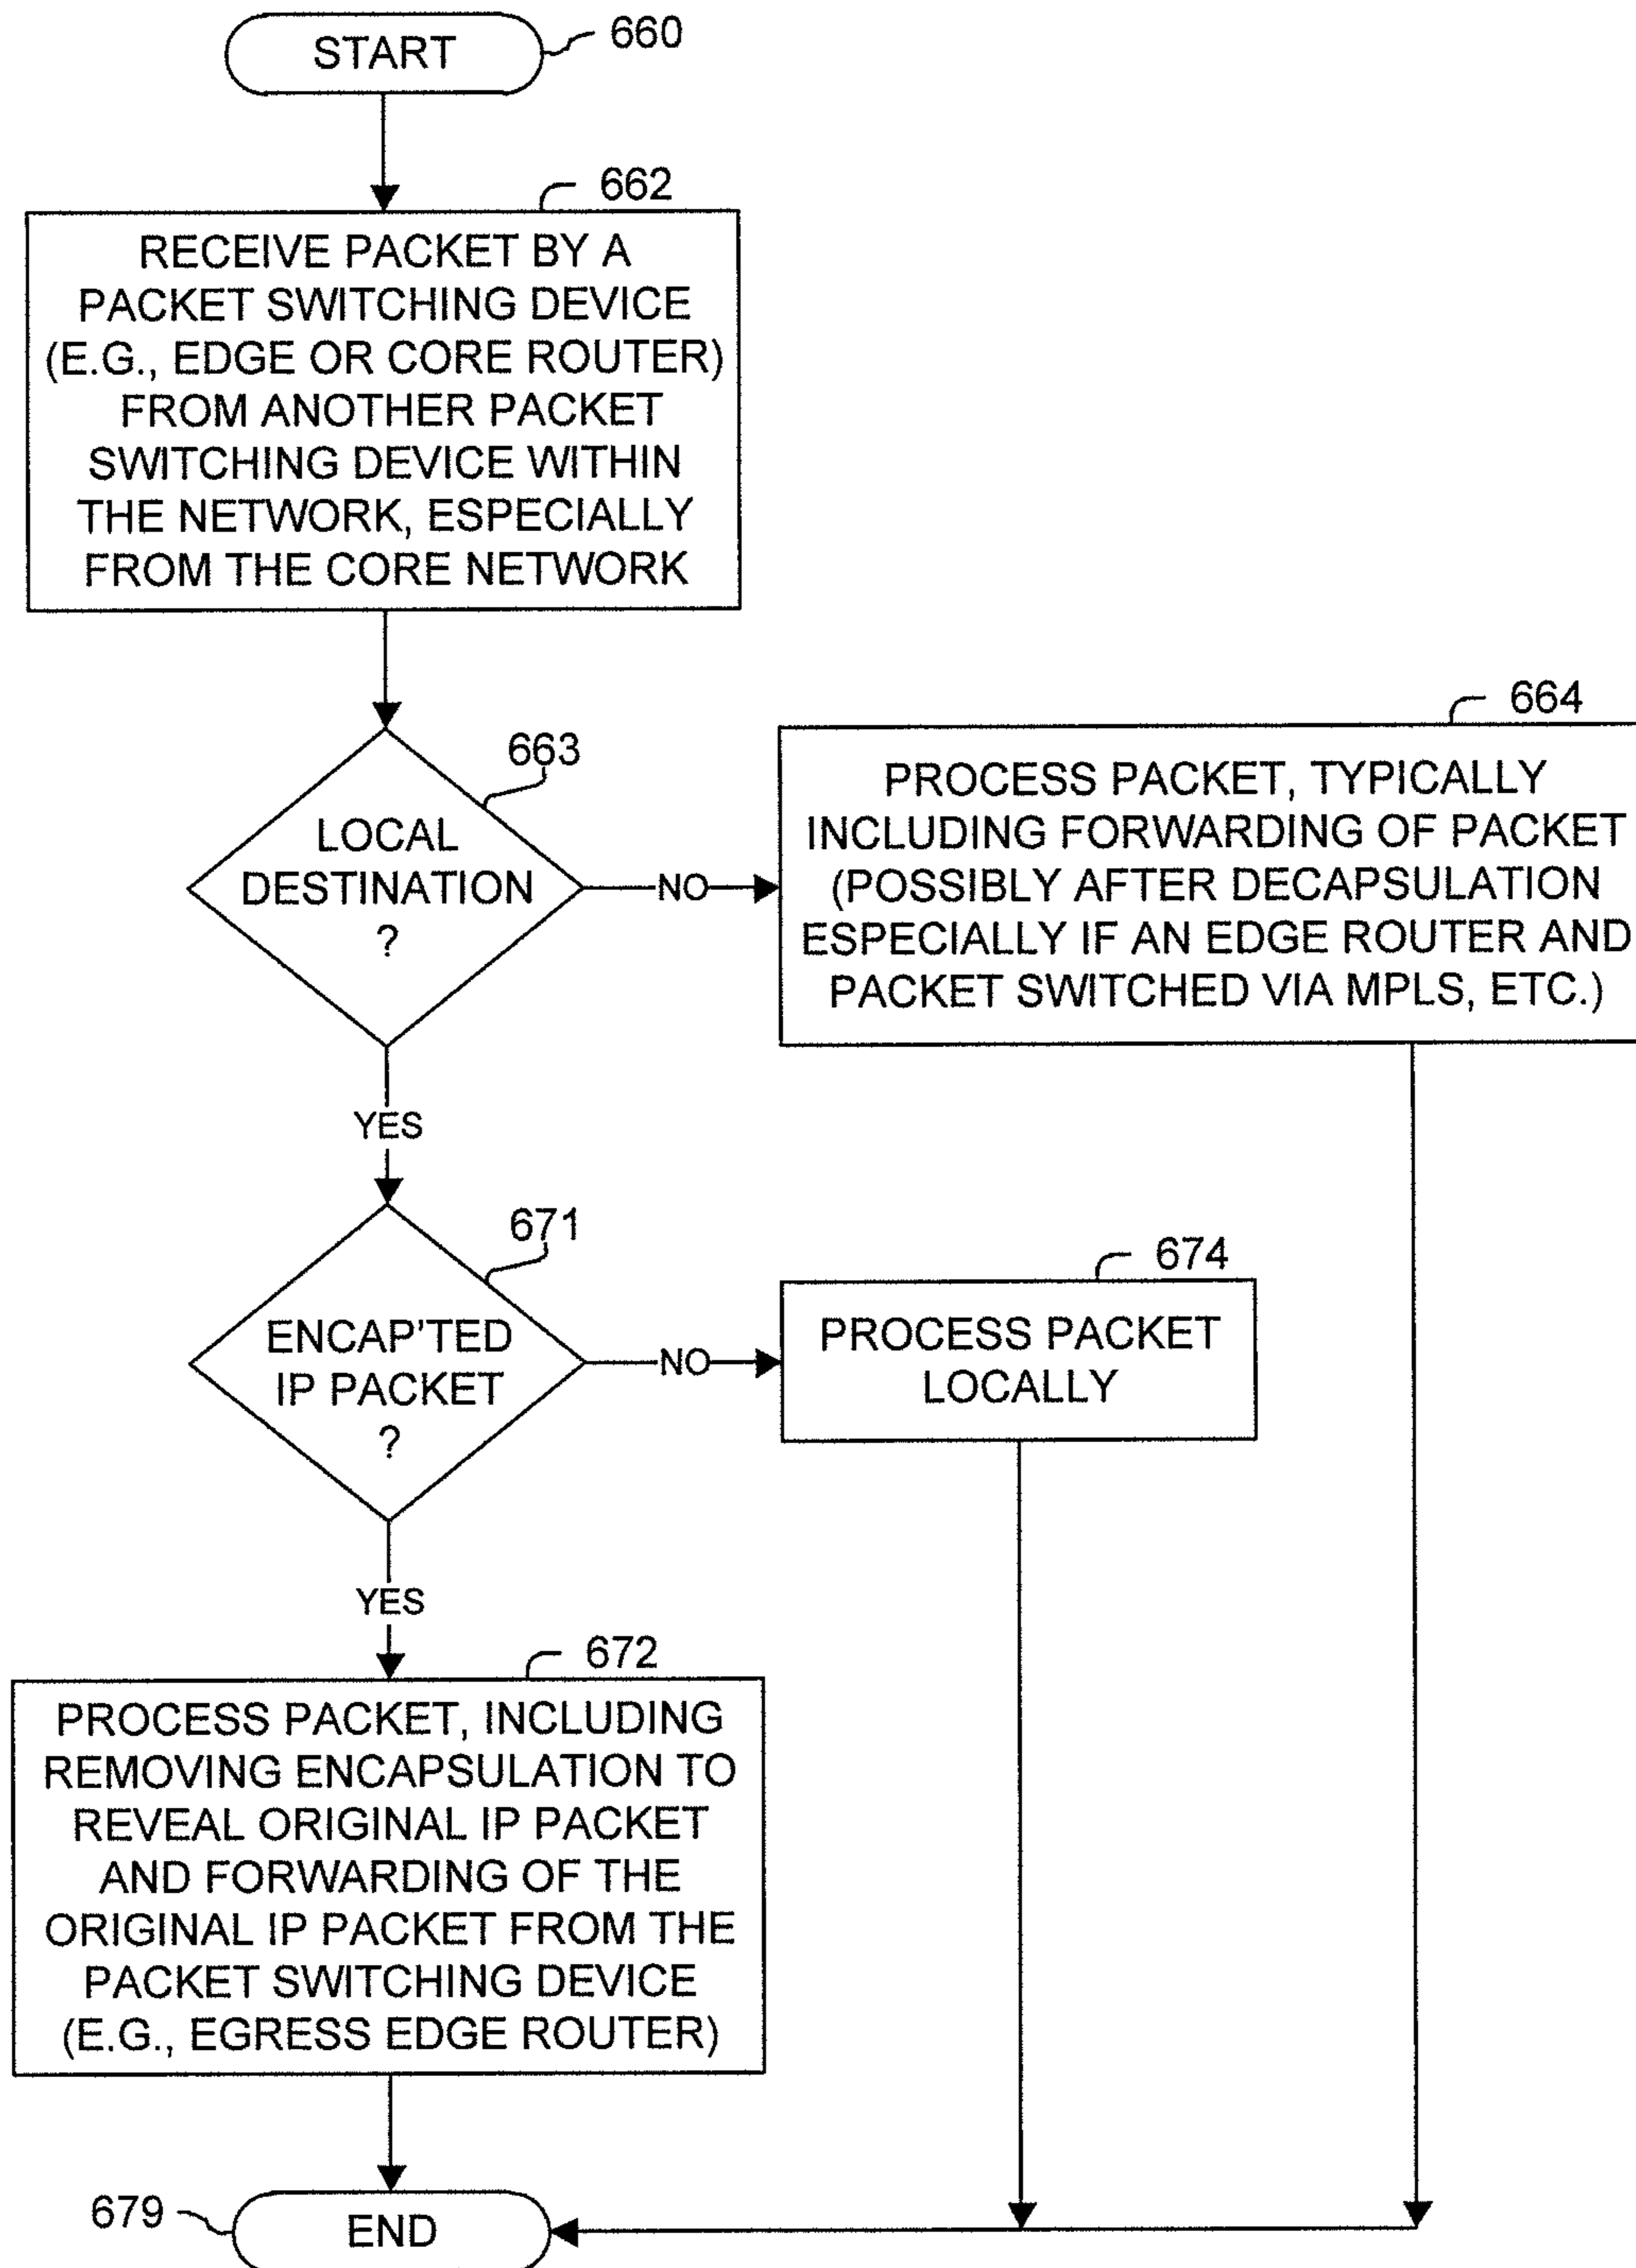 START
660
662
RECEIVE PACKET BY A
PACKET SWITCHING DEVICE
(E.G., EDGE OR CORE ROUTER)
FROM ANOTHER PACKET
SWITCHING DEVICE WITHIN
THE NETWORK, ESPECIALLY
FROM THE CORE NETWORK
663
LOCAL
DESTINATION
?
NO
664
PROCESS PACKET, TYPICALLY
INCLUDING FORWARDING OF PACKET
(POSSIBLY AFTER DECAPSULATION
ESPECIALLY IF AN EDGE ROUTER AND
PACKET SWITCHED VIA MPLS, ETC.)
YES
671
ENCAP'TED
IP PACKET
?
NO
674
PROCESS PACKET
LOCALLY
YES
672
PROCESS PACKET, INCLUDING
REMOVING ENCAPSULATION TO
REVEAL ORIGINAL IP PACKET
AND FORWARDING OF THE
ORIGINAL IP PACKET FROM THE
PACKET SWITCHING DEVICE
(E.G., EGRESS EDGE ROUTER)
679
END